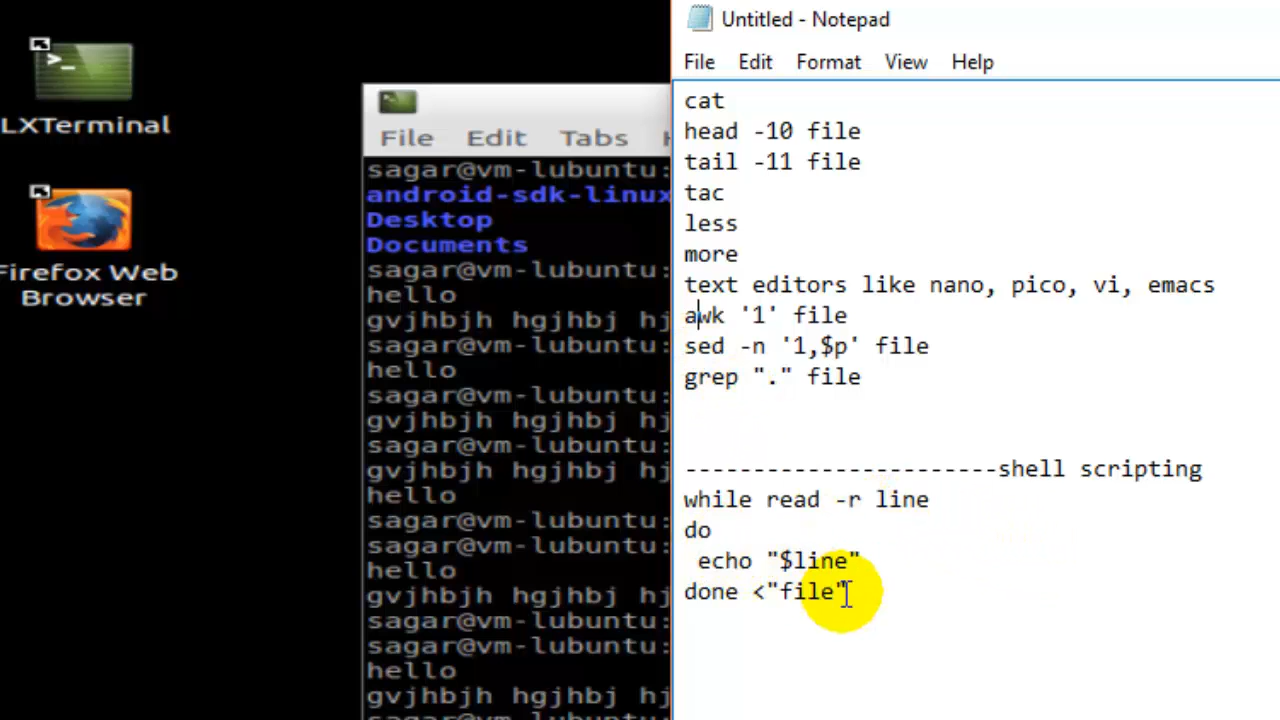 LXTerminal
Firefox Web
Browser
File Edit Tabs
sagar@vm-lubuntu:
android-sdk-linux
Desktop
Documents
sagar@vm-lubuntu:
hello
gvjhbjh hgjhbj hj
sagar@vm-lubuntu:
hello
sagar@vm-lubuntu:
gvjhbjh hgjhbj hj
sagar@vm-lubuntu:
gvjhbjh hgjhbj hj
hello
sagar@vm-lubuntu:
sagar@vm-lubuntu:
hello
gvjhbjh hgjhbj hj
sagar@vm-lubuntu:
sagar@vm-lubuntu:
hello
gvjhbjh hgjhbj hj
Untitled - Notepad
File Edit Format View Help
cat
head -10 file
tail -11 file
tac
less
more
text editors like nano, pico, vi, emacs
awk '1' file
sed -n '1,$p' file
grep "." file
-----------------------shell scripting
while read -r line
do
echo "$line"
done <"file"